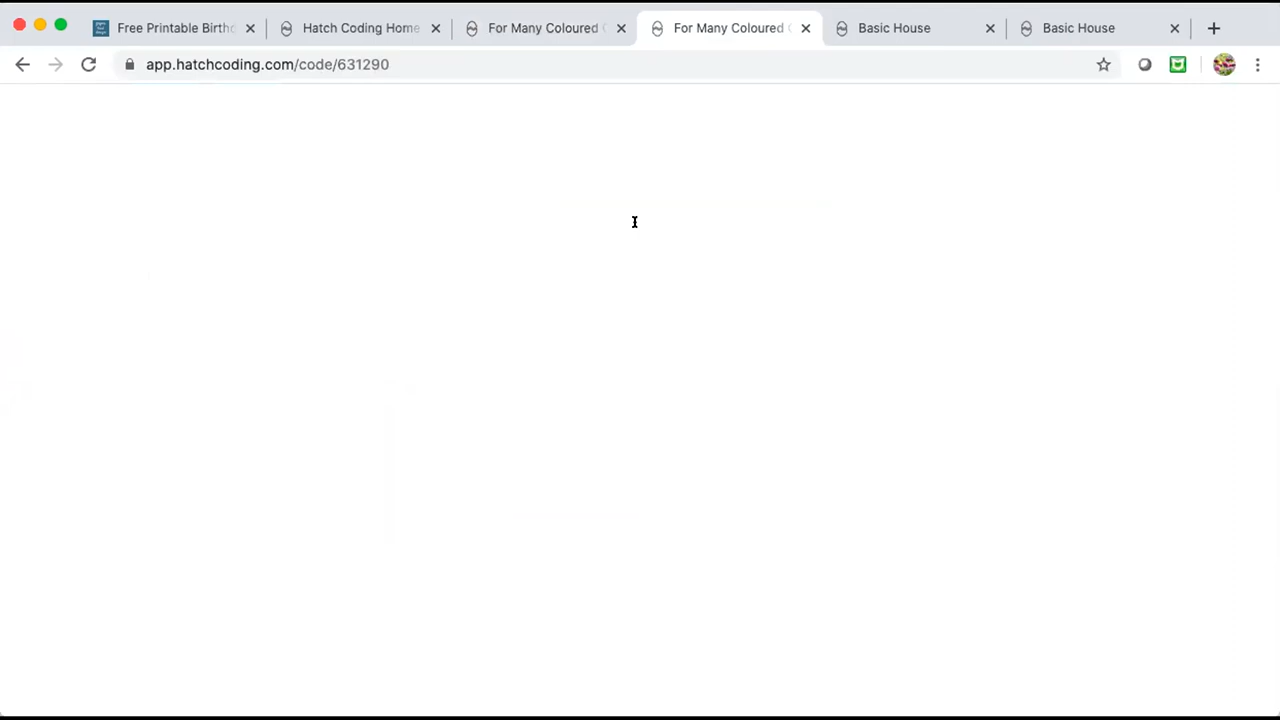 Free Printable Birthd
Hatch Coding Home
For Many Coloured
For Many Coloured
Basic House
Basic House
app.hatchcoding.com/code/631290